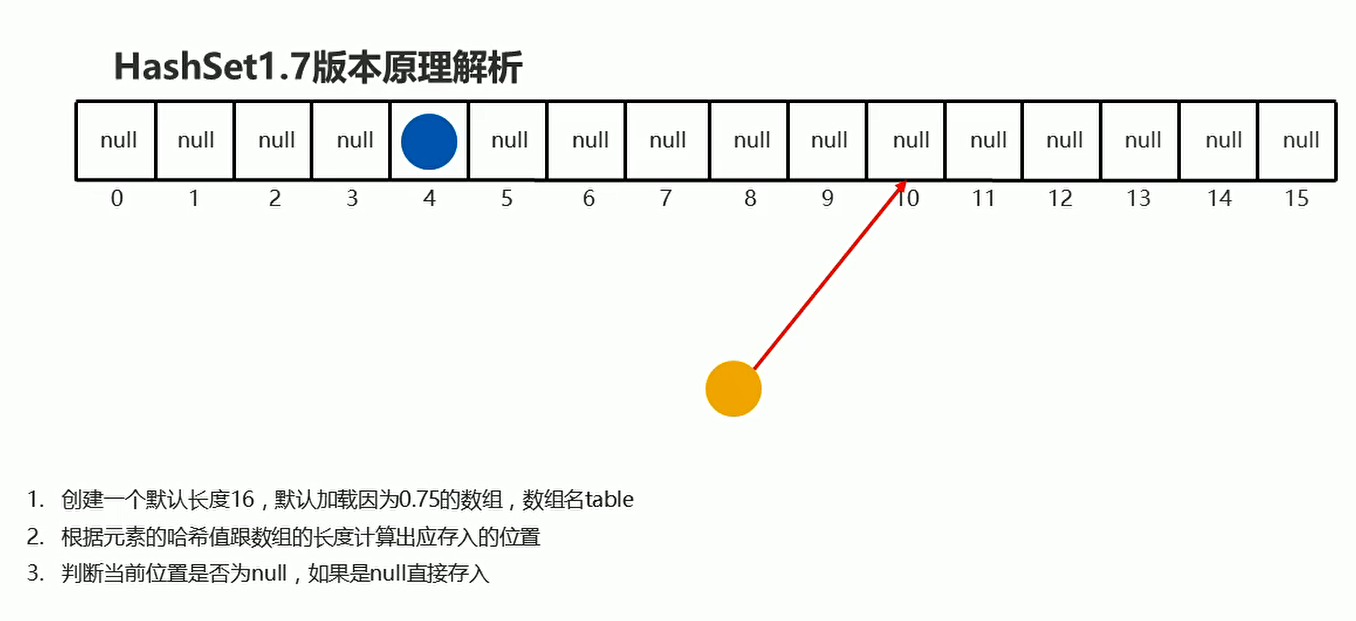 HashSet1.7版本原理解析
null null null null null null null null null null null null null null null
0 1 2 3 4 5 6 7 8 9 10 11 12 13 14 15
1. 创建一个默认长度16，默认加载因为0.75的数组，数组名table
2. 根据元素的哈希值跟数组的长度计算出应存入的位置
3. 判断当前位置是否为null，如果是null直接存入